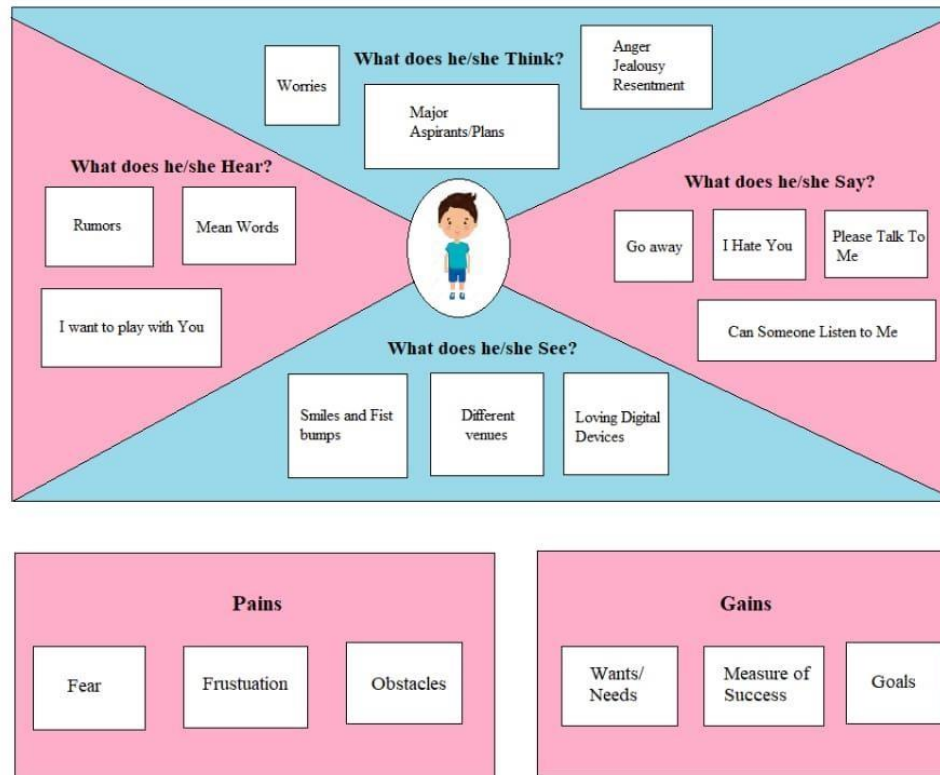 What does he/she Think?
Worries
Major
Aspirants/Plans
Anger
Jealousy
Resentment
What does he/she Hear?
Rumors
Mean Words
I want to play with You
What does he/she Say?
Go away
I Hate You
Please Talk To
Me
Can Someone Listen to Me
What does he/she See?
Smiles and Fist
bumps
Different
venues
Loving Digital
Devices
Pains
Fear
Frustuation
Obstacles
Gains
Wants/
Needs
Measure of
Success
Goals